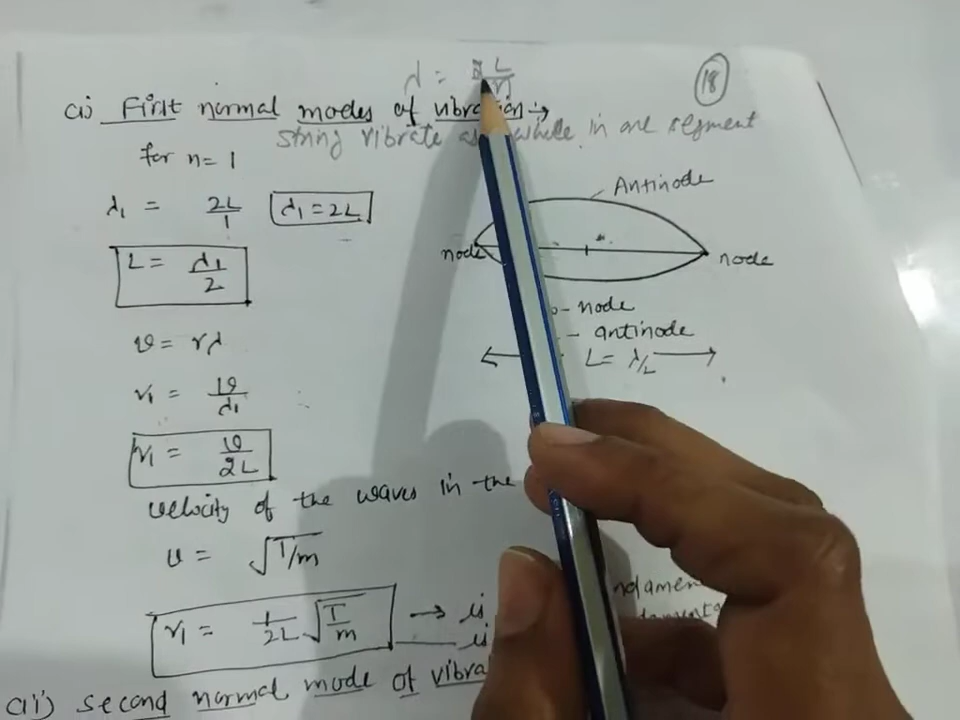 18
λ = L/n
(i) First normal modes of vibration :→
string vibrate as whole in one segment
for n = 1
λ₁ = 2L/1 λ₁ = 2L
Antinode
L = λ₁/2
node node
o - node
- antinode
v = νλ
L = λ/2
ν₁ = v/λ₁
ν₁ = v/2L
velocity of the waves in the
v = √T/m
ν₁ = 1/2L √T/m → is
is
(ii) second normal mode of vibra